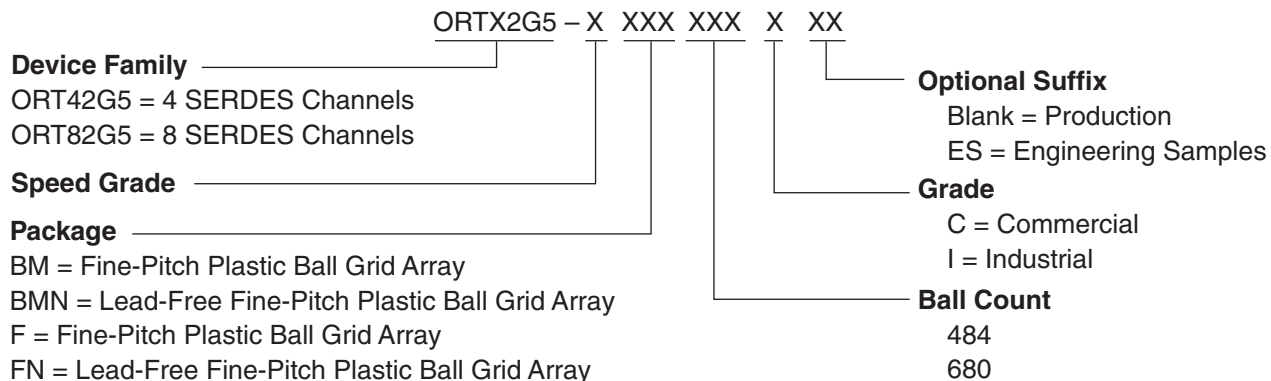 ORTX2G5 – X XXX XXX X XX
Device Family
ORT42G5 = 4 SERDES Channels
ORT82G5 = 8 SERDES Channels
Speed Grade
Package
BM = Fine-Pitch Plastic Ball Grid Array
BMN = Lead-Free Fine-Pitch Plastic Ball Grid Array
F = Fine-Pitch Plastic Ball Grid Array
FN = Lead-Free Fine-Pitch Plastic Ball Grid Array
Optional Suffix
Blank = Production
ES = Engineering Samples
Grade
C = Commercial
I = Industrial
Ball Count
484
680